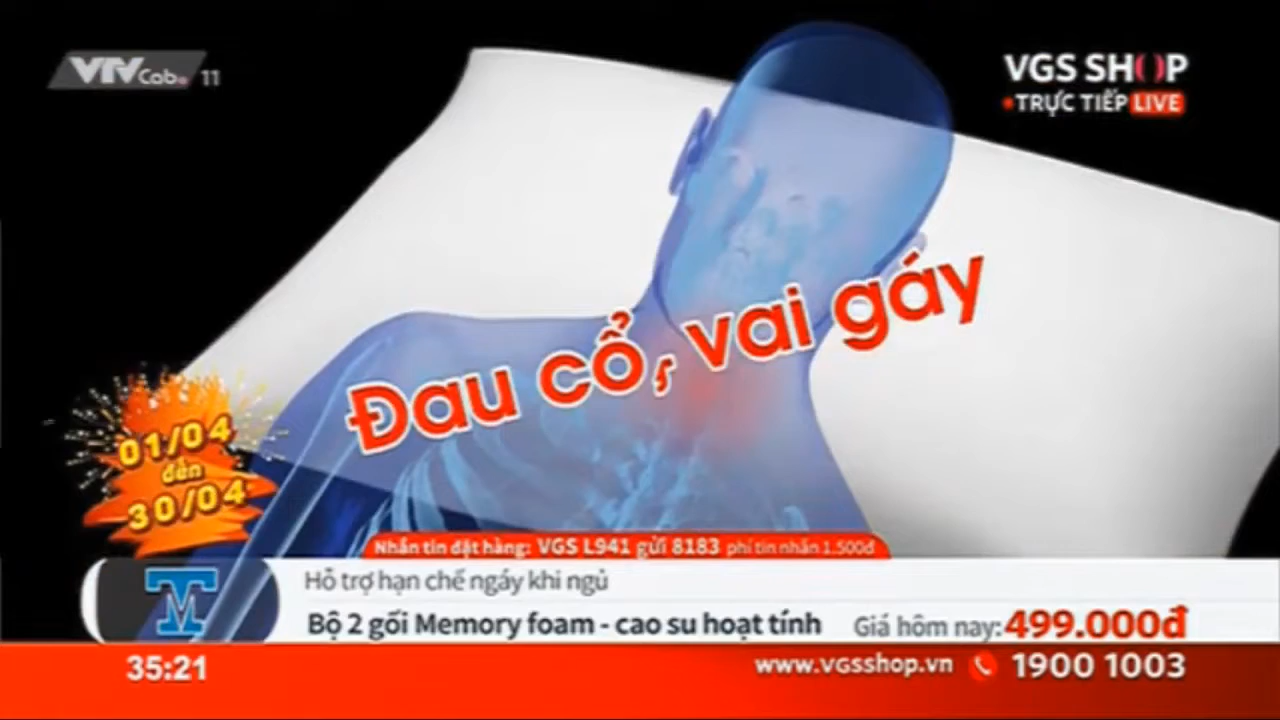 VTVCab 11
VGS SHOP
TRỰC TIẾP LIVE
Đau cổ, vai gáy
01/04
đến
30/04
Nhắn tin đặt hàng: VGS L941 gửi 8183 phí tin nhắn 1.500đ
TM
Hỗ trợ hạn chế ngáy khi ngủ
Bộ 2 gối Memory foam - cao su hoạt tính
Giá hôm nay: 499.000đ
35:21
www.vgsshop.vn
1900 1003